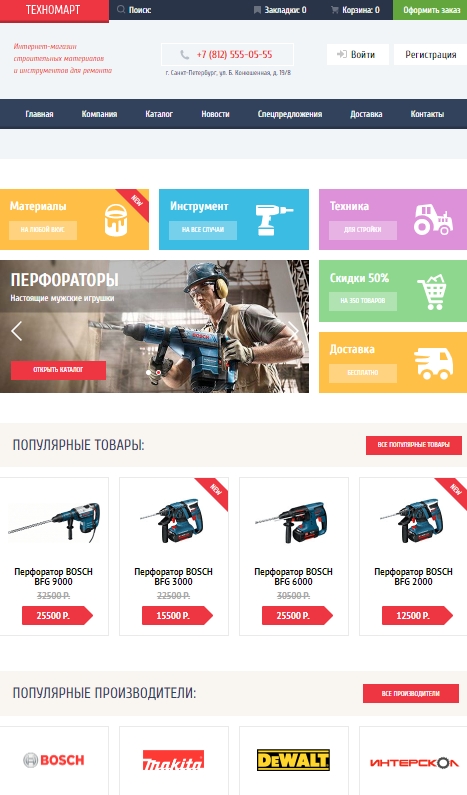 ТЕХНОМАРТ
Поиск:
Закладки: 0
Корзина: 0
Оформить заказ
Интернет-магазин
строительных материалов
и инструментов для ремонта
+7 (812) 555-05-55
г. Санкт-Петербург, ул. Б. Конюшенная, д. 19/8
Войти
Регистрация
Главная
Компания
Каталог
Новости
Спецпредложения
Доставка
Контакты
Материалы
НА ЛЮБОЙ ВКУС
NEW
Инструмент
НА ВСЕ СЛУЧАИ
Техника
ДЛЯ СТРОЙКИ
ПЕРФОРАТОРЫ
Настоящие мужские игрушки
BOSCH
ОТКРЫТЬ КАТАЛОГ
Скидки 50%
НА 350 ТОВАРОВ
Доставка
БЕСПЛАТНО
ПОПУЛЯРНЫЕ ТОВАРЫ:
ВСЕ ПОПУЛЯРНЫЕ ТОВАРЫ
Перфоратор BOSCH
BFG 9000
32500 Р.
25500 Р.
NEW
Перфоратор BOSCH
BFG 3000
22500 Р.
15500 Р.
Перфоратор BOSCH
BFG 6000
30500 Р.
25500 Р.
NEW
Перфоратор BOSCH
BFG 2000
12500 Р.
ПОПУЛЯРНЫЕ ПРОИЗВОДИТЕЛИ:
ВСЕ ПРОИЗВОДИТЕЛИ
BOSCH
makita
DEWALT
ИНТЕРСКОЛ